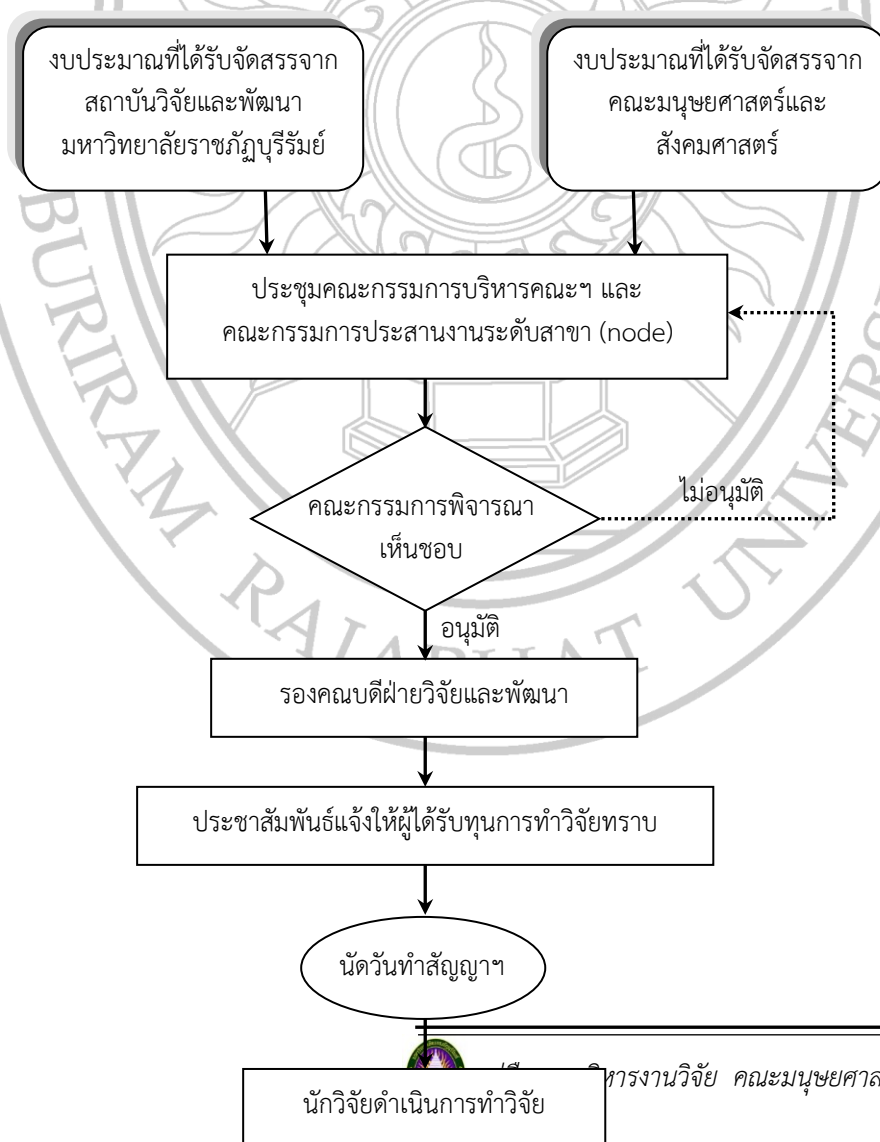 งบประมาณที่ได้รับจัดสรรจาก
สถาบันวิจัยและพัฒนา
มหาวิทยาลัยราชภัฏบุรีรัมย์
งบประมาณที่ได้รับจัดสรรจาก
คณะมนุษยศาสตร์และ
สังคมศาสตร์
ประชุมคณะกรรมการบริหารคณะฯ และ
คณะกรรมการประสานงานระดับสาขา (node)
คณะกรรมการพิจารณา
เห็นชอบ
ไม่อนุมัติ
อนุมัติ
รองคณบดีฝ่ายวิจัยและพัฒนา
ประชาสัมพันธ์แจ้งให้ผู้ได้รับทุนการทำวิจัยทราบ
นัดวันทำสัญญาฯ
นักวิจัยดำเนินการทำวิจัย
BURIRAM RAJABHAT